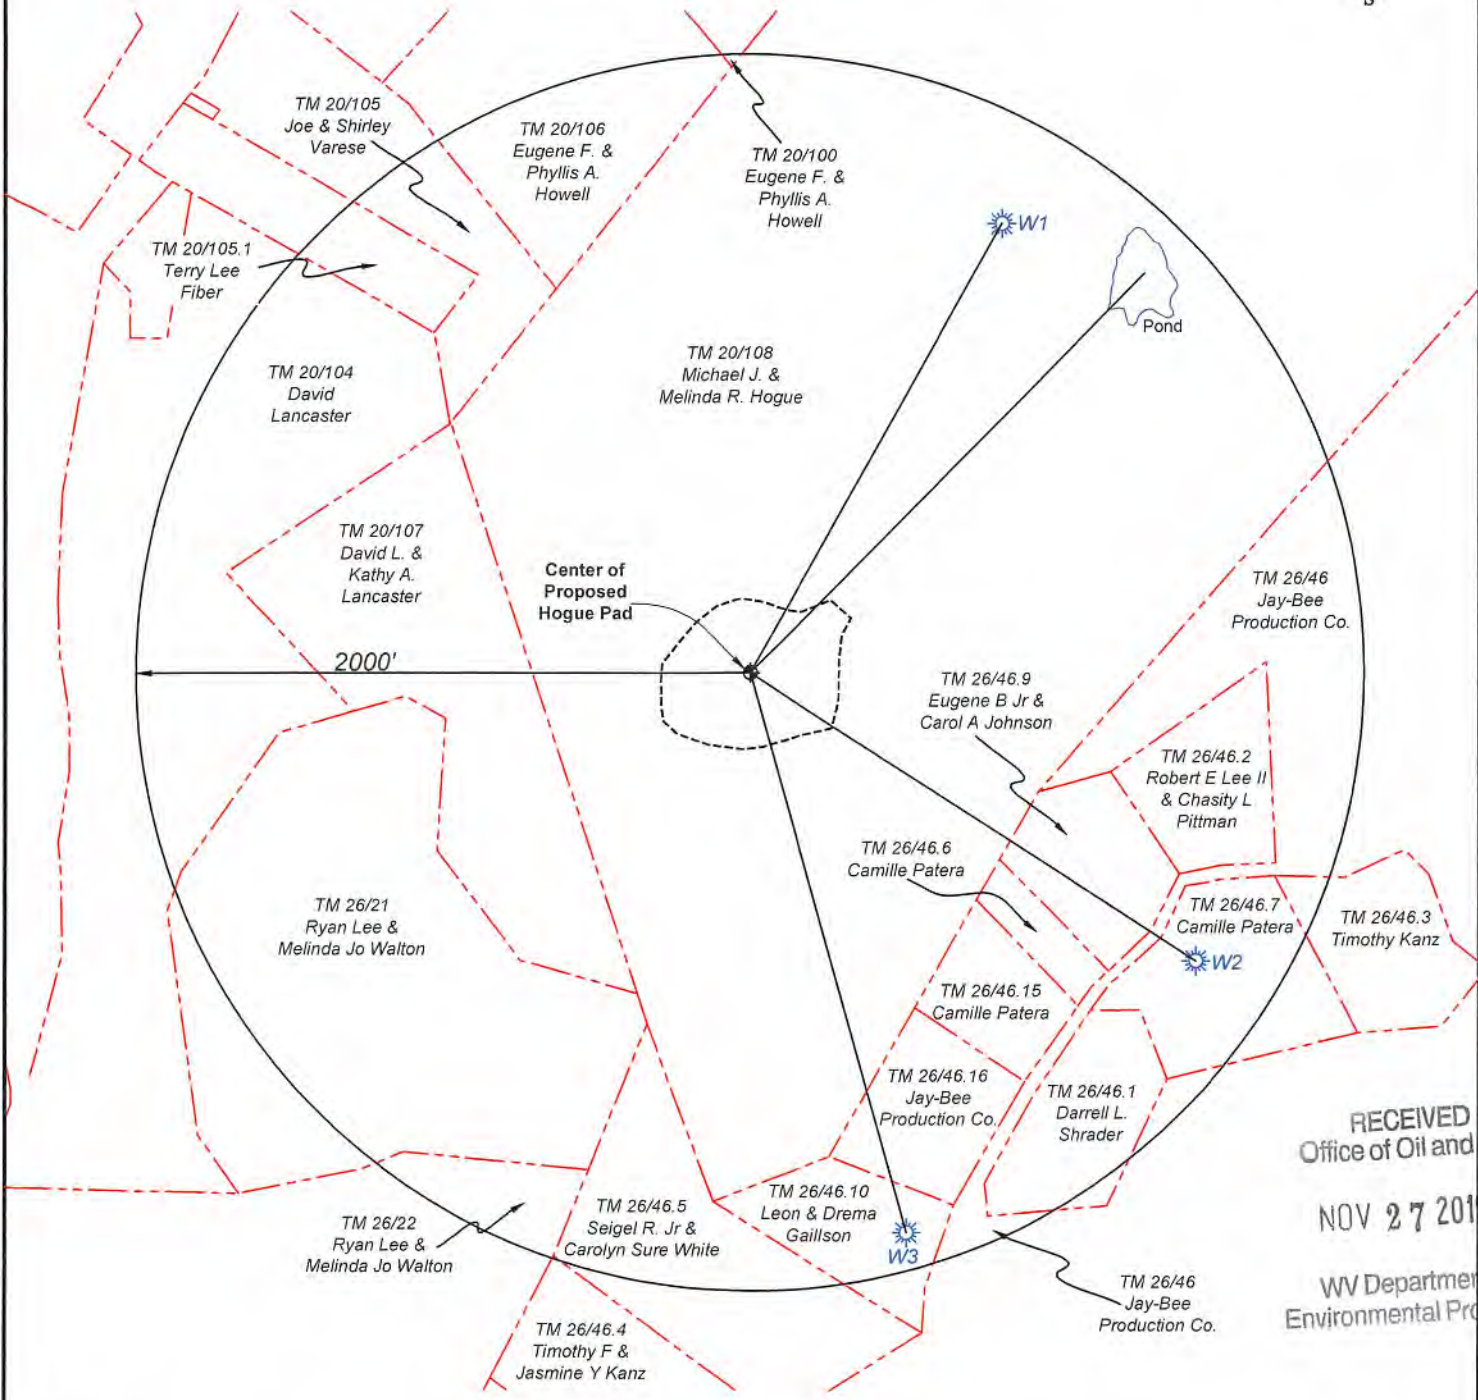 S
TM 20/105
Joe & Shirley
Varese
TM 20/106
Eugene F. &
Phyllis A.
Howell
TM 20/100
Eugene F. &
Phyllis A.
Howell
W1
TM 20/105.1
Terry Lee
Fiber
Pond
TM 20/104
David
Lancaster
TM 20/108
Michael J. &
Melinda R. Hogue
TM 20/107
David L. &
Kathy A.
Lancaster
Center of
Proposed
Hogue Pad
TM 26/46
Jay-Bee
Production Co.
2000'
TM 26/46.9
Eugene B Jr &
Carol A Johnson
TM 26/46.2
Robert E Lee II
& Chasity L
Pittman
TM 26/46.6
Camille Patera
TM 26/21
Ryan Lee &
Melinda Jo Walton
TM 26/46.7
Camille Patera
TM 26/46.3
Timothy Kanz
W2
TM 26/46.15
Camille Patera
TM 26/46.16
Jay-Bee
Production Co.
TM 26/46.1
Darrell L.
Shrader
RECEIVED
Office of Oil and
NOV 27 201
WV Departmen
Environmental Pro
TM 26/22
Ryan Lee &
Melinda Jo Walton
TM 26/46.5
Seigel R. Jr &
Carolyn Sure White
TM 26/46.10
Leon & Drema
Gaillson
W3
TM 26/46
Jay-Bee
Production Co.
TM 26/46.4
Timothy F &
Jasmine Y Kanz